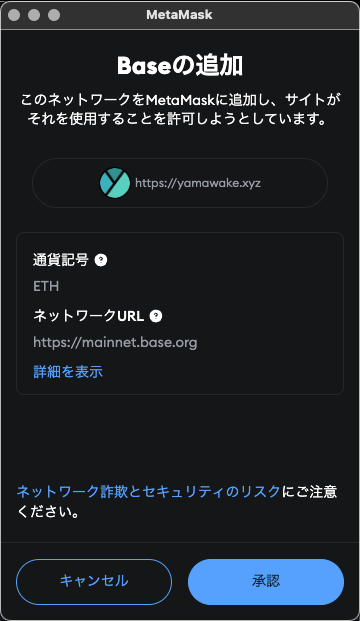 MetaMask
Baseの追加
このネットワークをMetaMaskに追加し、サイトが
それを使用することを許可しようとしています。
https://yamawake.xyz
通貨記号 ?
ETH
ネットワークURL ?
https://mainnet.base.org
詳細を表示
ネットワーク詐欺とセキュリティのリスクにご注意
ください。
キャンセル
承認